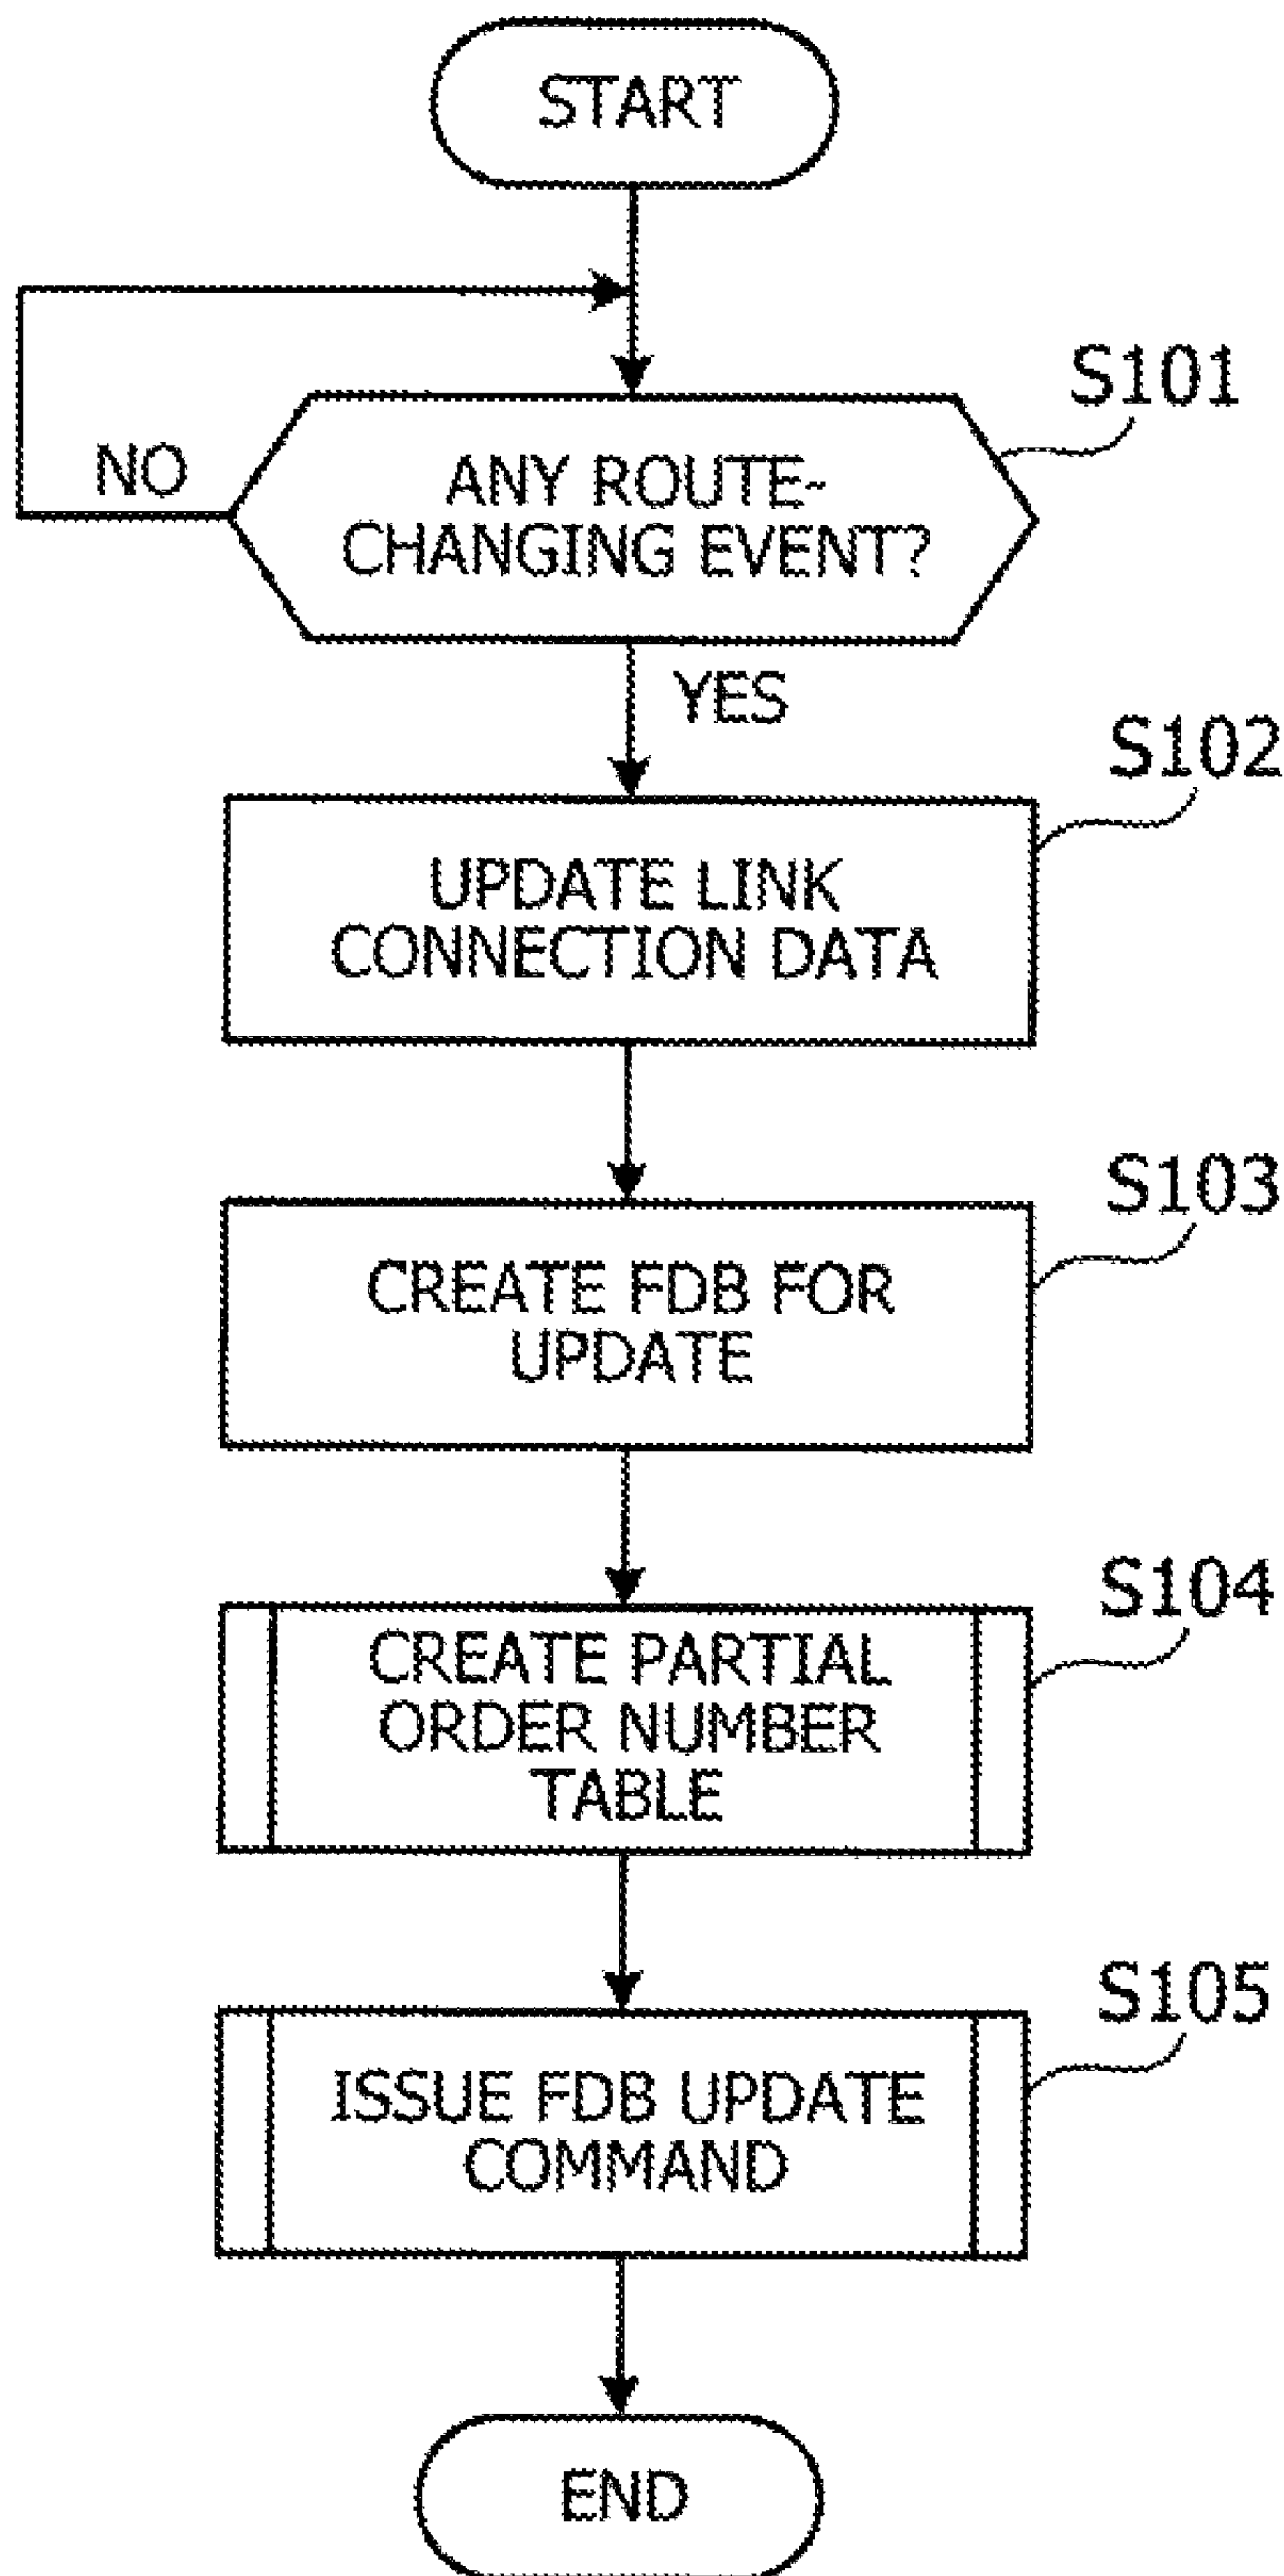 START
S101
NO
ANY ROUTE-
CHANGING EVENT?
YES
S102
UPDATE LINK
CONNECTION DATA
S103
CREATE FDB FOR
UPDATE
S104
CREATE PARTIAL
ORDER NUMBER
TABLE
S105
ISSUE FDB UPDATE
COMMAND
END